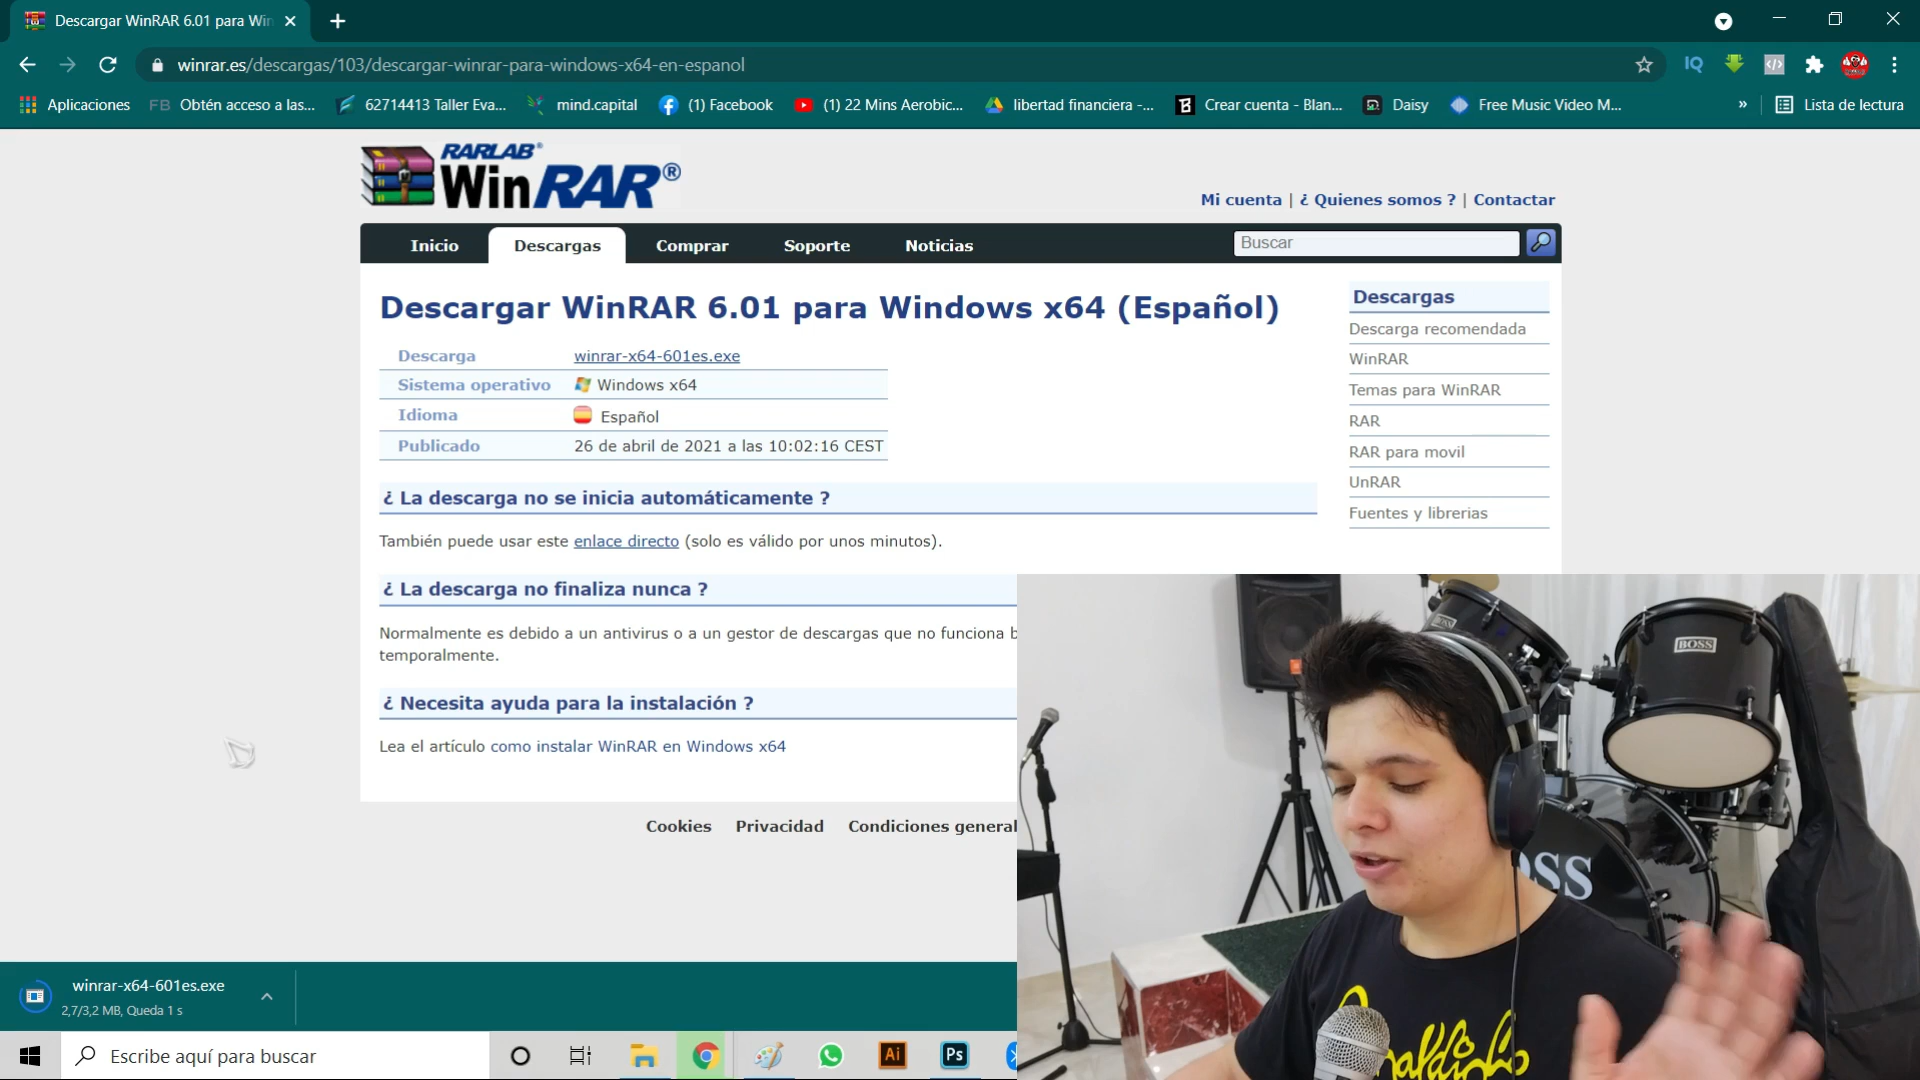 Descargar WinRAR 6.01 para Win
winrar.es/descargas/103/descargar-winrar-para-windows-x64-en-espanol
IQ
Aplicaciones
FB Obtén acceso a las...
62714413 Taller Eva...
mind.capital
(1) Facebook
(1) 22 Mins Aerobic...
libertad financiera -...
Crear cuenta - Blan...
Daisy
Free Music Video M...
»
Lista de lectura
RARLAB®
WinRAR®
Mi cuenta | ¿ Quienes somos ? | Contactar
Inicio
Descargas
Comprar
Soporte
Noticias
Buscar
Descargar WinRAR 6.01 para Windows x64 (Español)
Descarga winrar-x64-601es.exe
Sistema operativo Windows x64
Idioma Español
Publicado 26 de abril de 2021 a las 10:02:16 CEST
¿ La descarga no se inicia automáticamente ?
También puede usar este enlace directo (solo es válido por unos minutos).
¿ La descarga no finaliza nunca ?
Normalmente es debido a un antivirus o a un gestor de descargas que no funciona b
temporalmente.
¿ Necesita ayuda para la instalación ?
Lea el artículo como instalar WinRAR en Windows x64
Descargas
Descarga recomendada
WinRAR
Temas para WinRAR
RAR
RAR para movil
UnRAR
Fuentes y librerias
Cookies
Privacidad
Condiciones general
BOSS
OSS
winrar-x64-601es.exe
2,7/3,2 MB, Queda 1 s
Escribe aquí para buscar
Ai
Ps